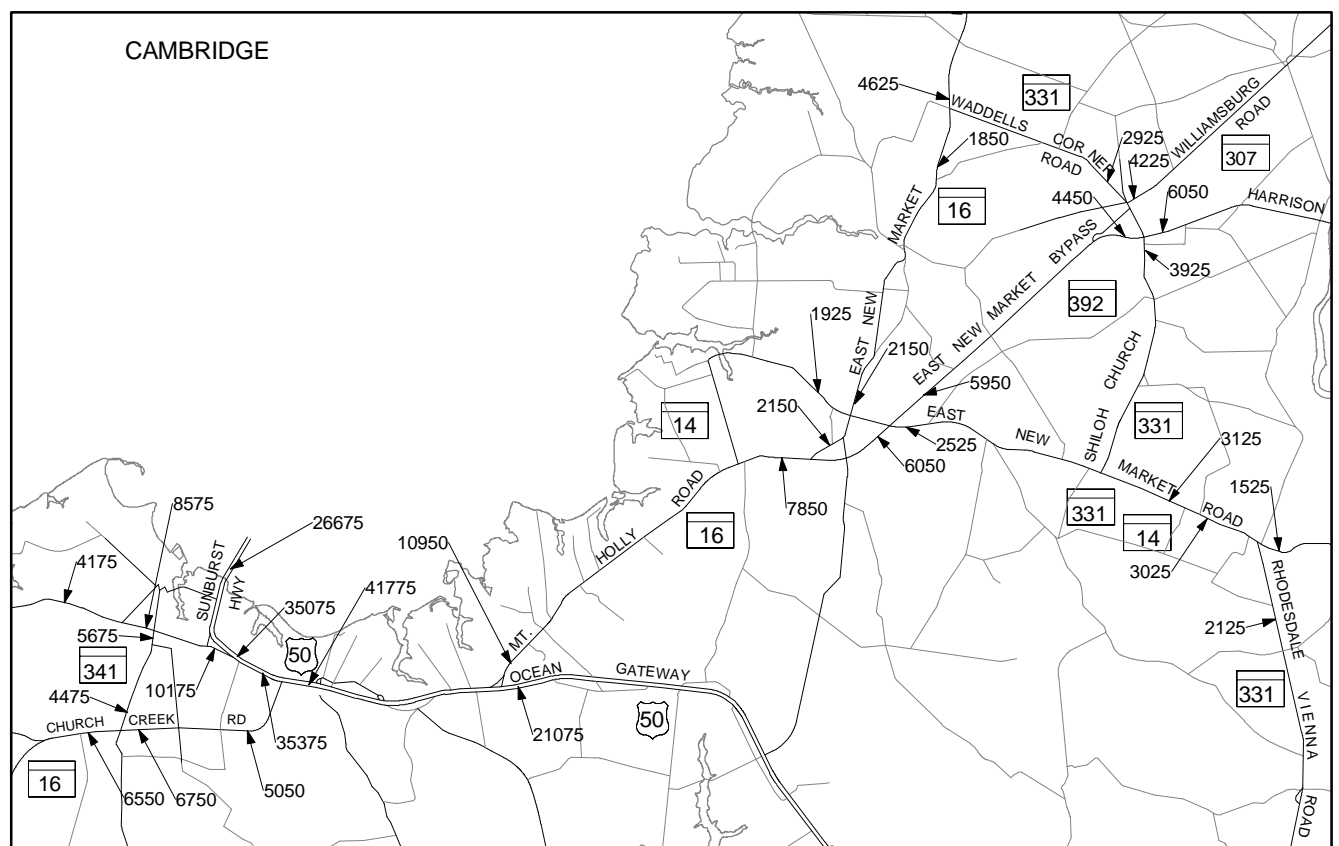 CAMBRIDGE
4625
331
WADDELLS
CORNER
ROAD
2925
4225
WILLIAMSBURG
ROAD
307
1850
16
4450
6050
HARRISON
MARKET
EAST NEW
3925
EAST NEW MARKET BYPASS
392
1925
2150
5950
SHILOH CHURCH
14
2150
EAST
NEW
MARKET
ROAD
2525
6050
331
3125
7850
331
14
1525
3025
HOLLY
ROAD
16
RHODESDALE
VIENNA
ROAD
2125
331
8575
4175
SUNBURST
HWY
26675
10950
35075
41775
50
MT.
5675
341
OCEAN
GATEWAY
50
4475
10175
21075
CHURCH
CREEK
RD
35375
16
6550
6750
5050